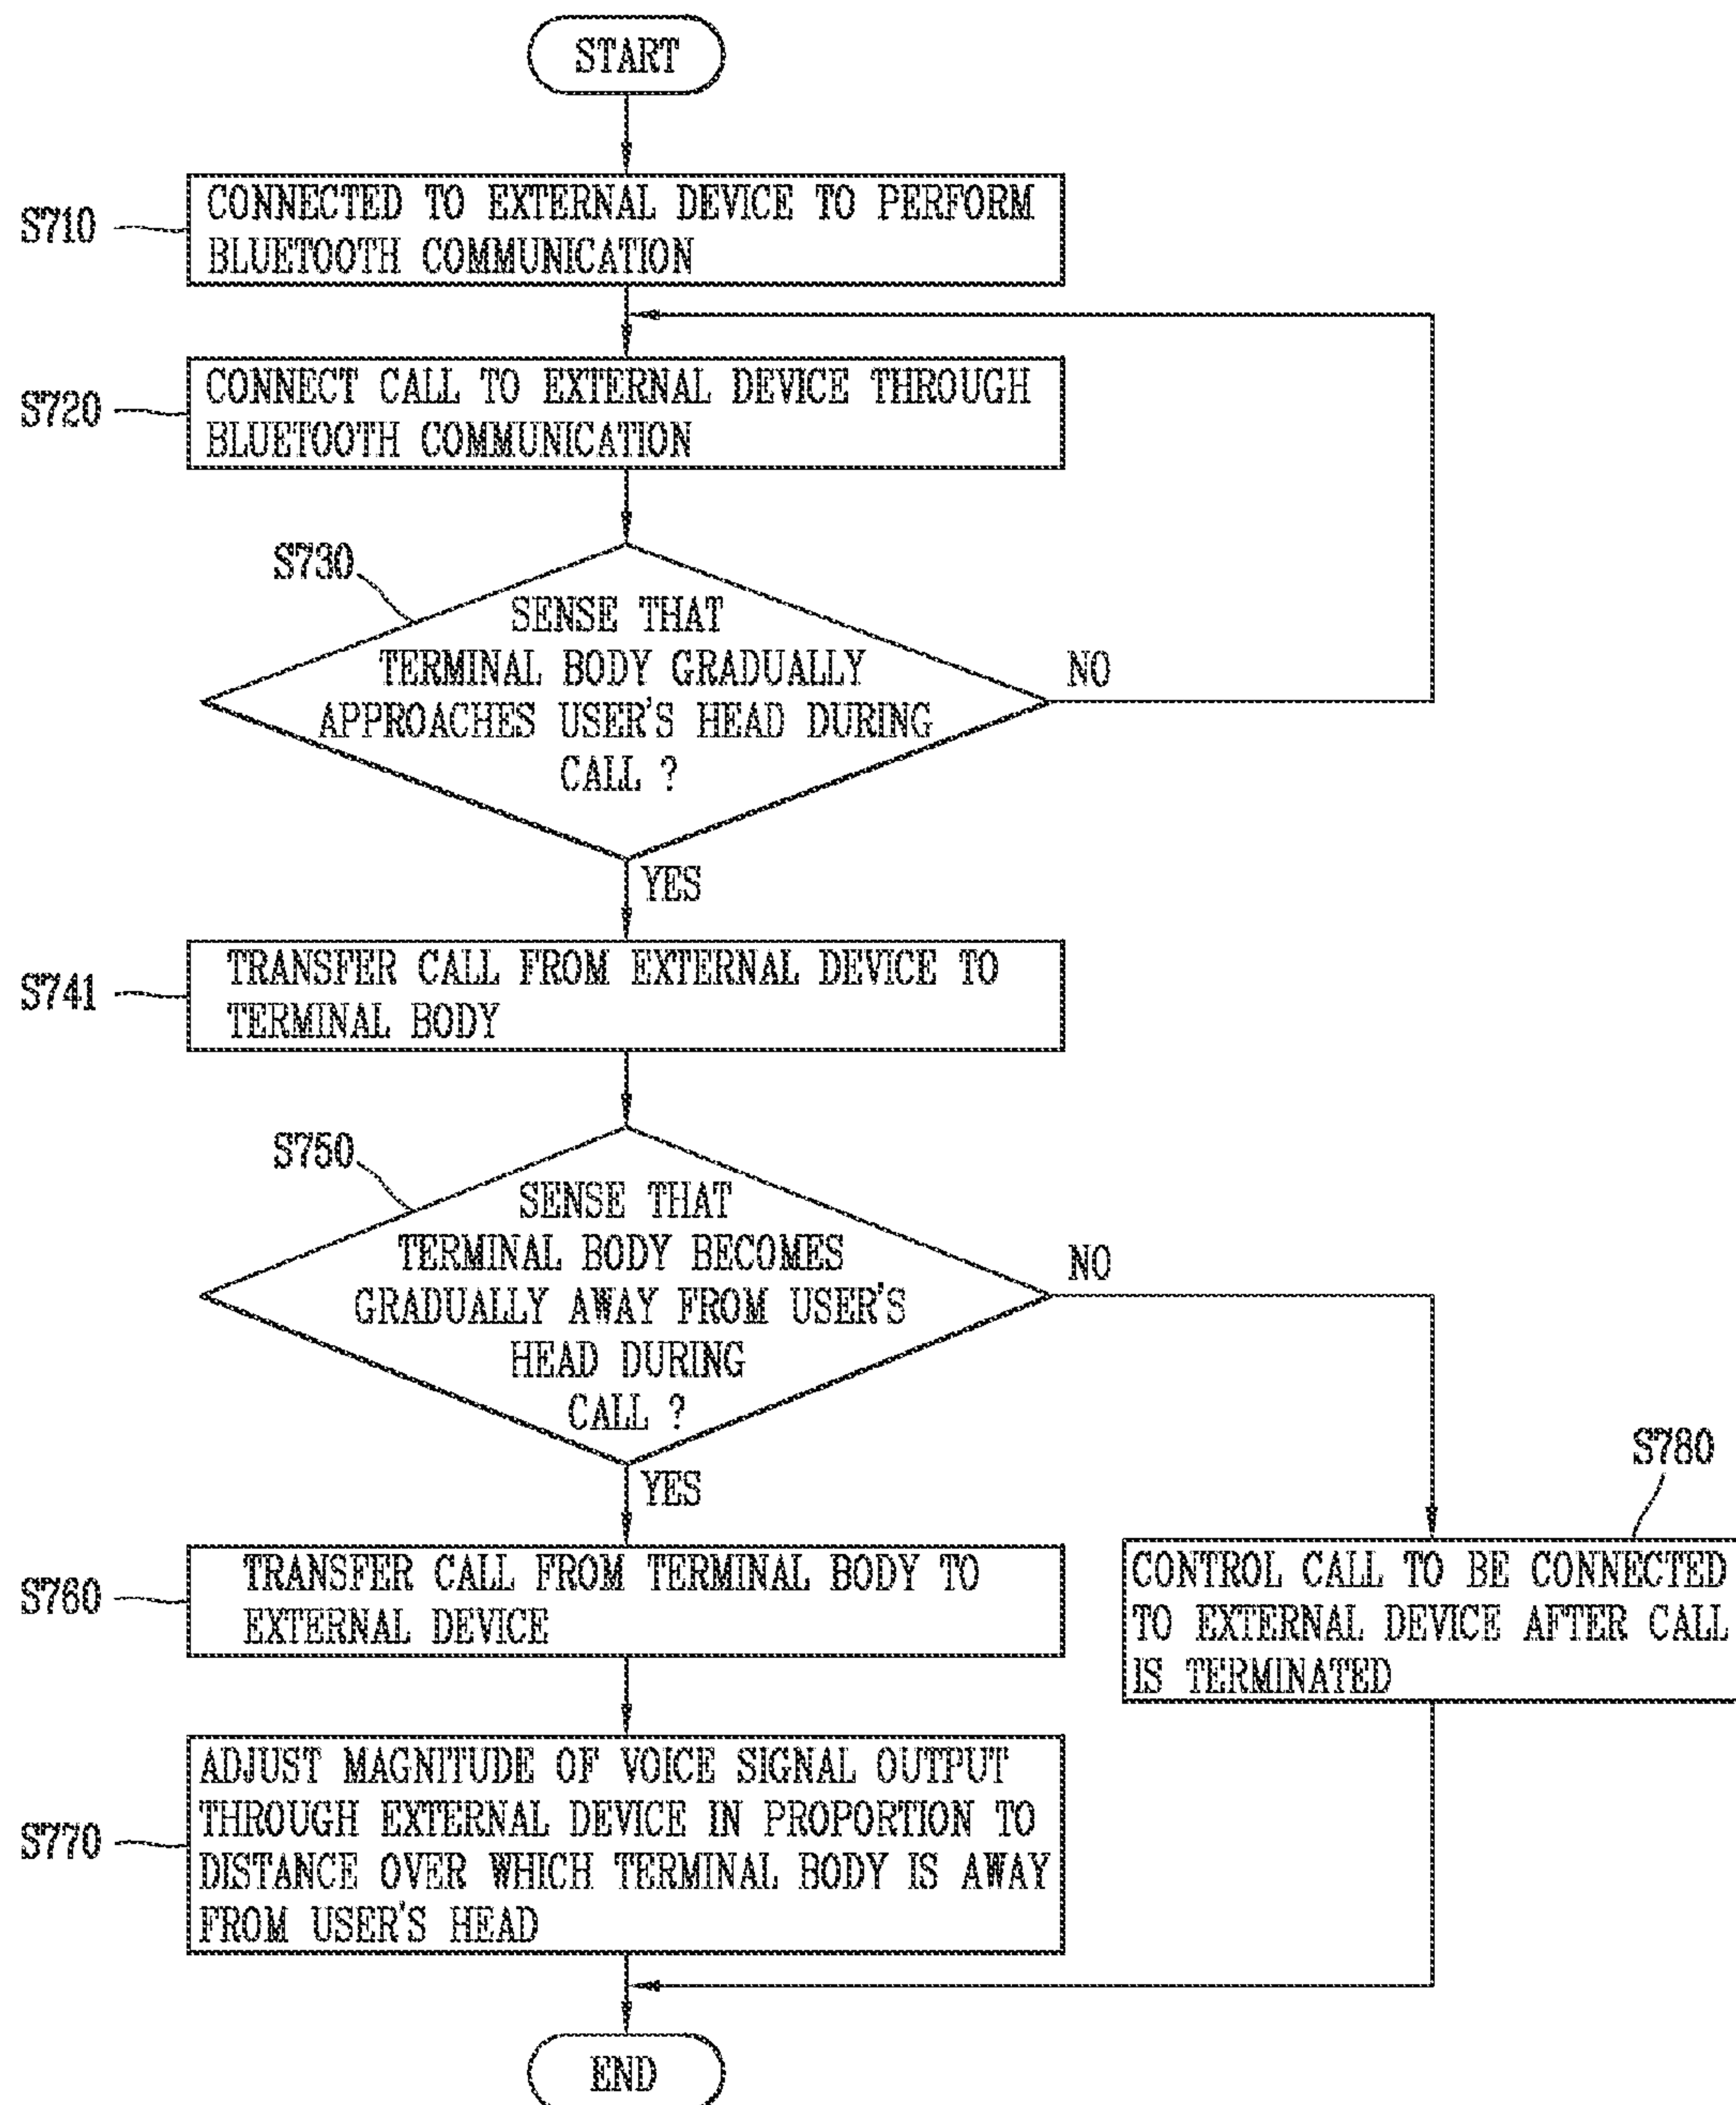 START
S710
CONNECTED TO EXTERNAL DEVICE TO PERFORM
BLUETOOTH COMMUNICATION
S720
CONNECT CALL TO EXTERNAL DEVICE THROUGH
BLUETOOTH COMMUNICATION
S730
SENSE THAT
TERMINAL BODY GRADUALLY
APPROACHES USER'S HEAD DURING
CALL ?
NO
YES
S741
TRANSFER CALL FROM EXTERNAL DEVICE TO
TERMINAL BODY
S750
SENSE THAT
TERMINAL BODY BECOMES
GRADUALLY AWAY FROM USER'S
HEAD DURING
CALL ?
NO
YES
S760
TRANSFER CALL FROM TERMINAL BODY TO
EXTERNAL DEVICE
S780
CONTROL CALL TO BE CONNECTED
TO EXTERNAL DEVICE AFTER CALL
IS TERMINATED
S770
ADJUST MAGNITUDE OF VOICE SIGNAL OUTPUT
THROUGH EXTERNAL DEVICE IN PROPORTION TO
DISTANCE OVER WHICH TERMINAL BODY IS AWAY
FROM USER'S HEAD
END